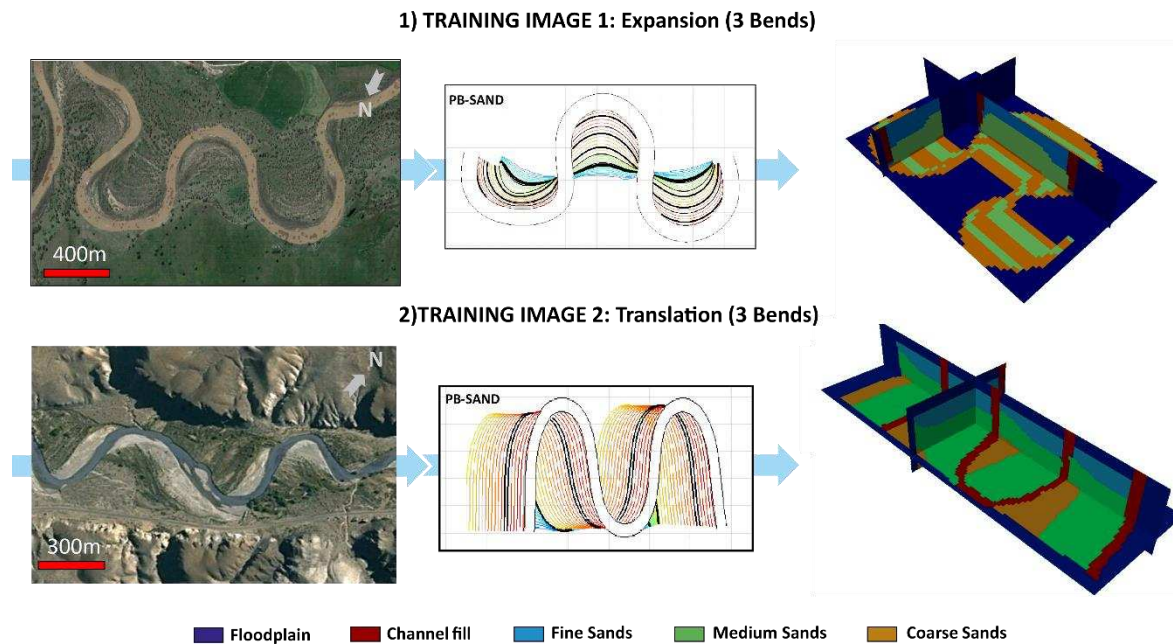 1) TRAINING IMAGE 1: Expansion (3 Bends)
N
400m
PB-SAND
2)TRAINING IMAGE 2: Translation (3 Bends)
N
300m
PB-SAND
Floodplain Channel fill Fine Sands Medium Sands Coarse Sands